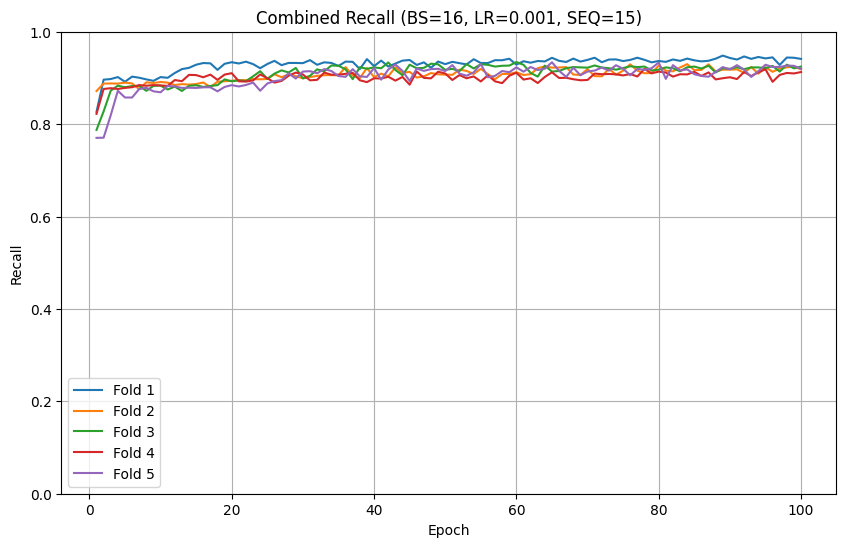 Combined Recall (BS=16, LR=0.001, SEQ=15)
1.0
0.8
0.6
0.4
0.2
0.0
Recall
Fold 1
Fold 2
Fold 3
Fold 4
Fold 5
0 20 40 60 80 100
Epoch